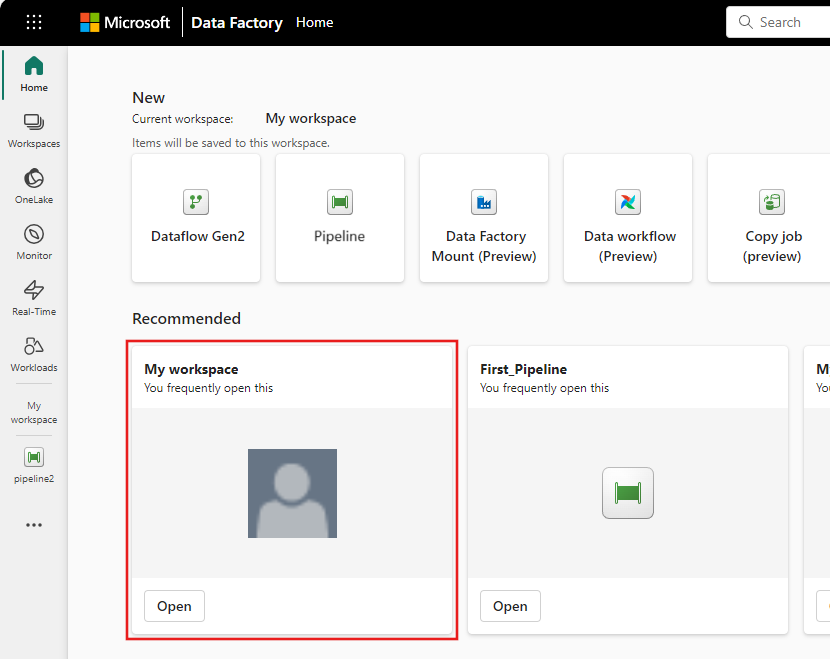 Microsoft Data Factory Home Search
Home
Workspaces
OneLake
Monitor
Real-Time
Workloads
My
workspace
pipeline2
New
Current workspace: My workspace
Items will be saved to this workspace.
Dataflow Gen2
Pipeline
Data Factory
Mount (Preview)
Data workflow
(Preview)
Copy job
(preview)
Recommended
My workspace
You frequently open this
Open
First_Pipeline
You frequently open this
Open